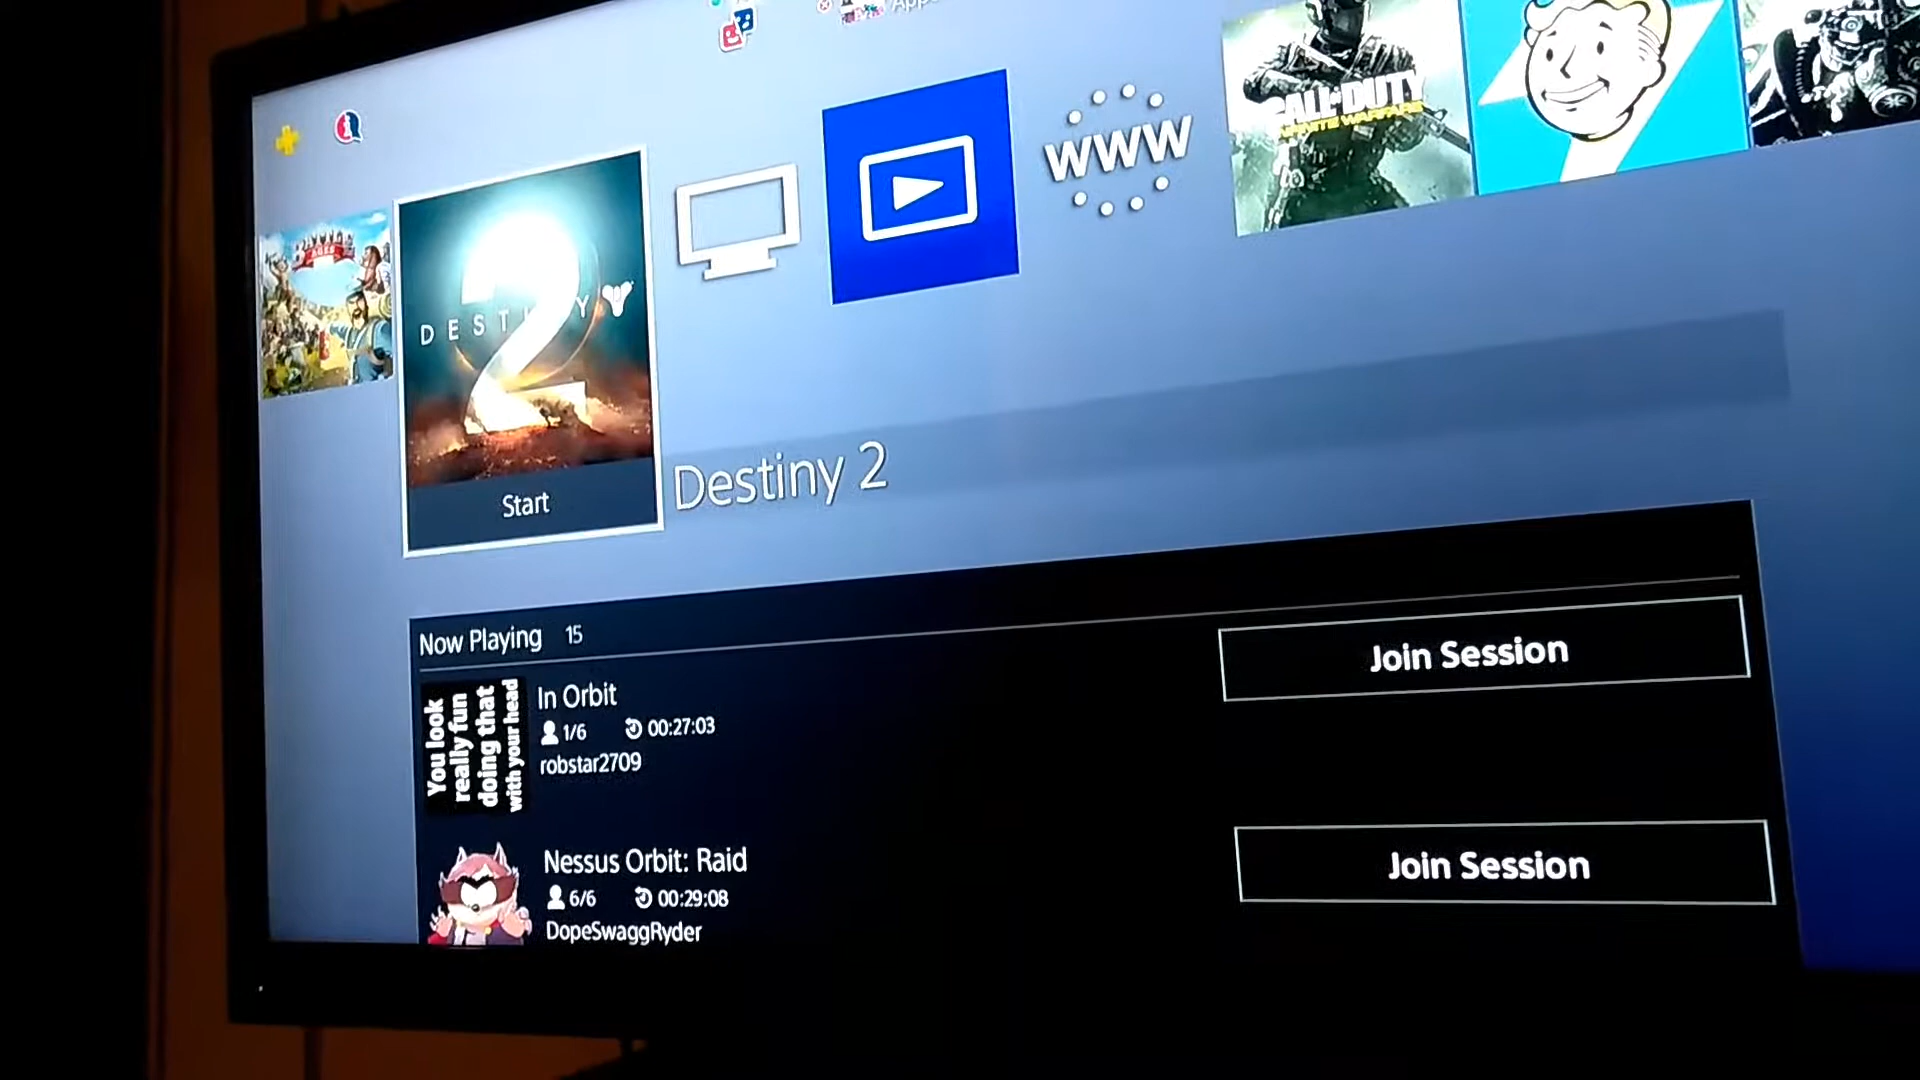 WWW
CALL OF DUTY
INFINITE WARFARE
AGES
DESTINY
2
Start
Destiny 2
Now Playing 15
Join Session
You look
really fun
doing that
with your head
In Orbit
1/6 00:27:03
robstar2709
Nessus Orbit: Raid
6/6 00:29:08
DopeSwaggRyder
Join Session